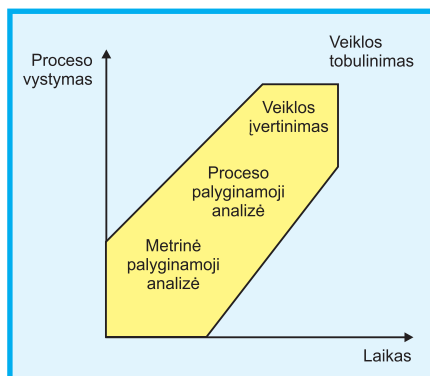 Proceso
vystymas
Veiklos
tobulinimas
Veiklos
įvertinimas
Proceso
palyginamoji
analizė
Metrinė
palyginamoji
analizė
Laikas